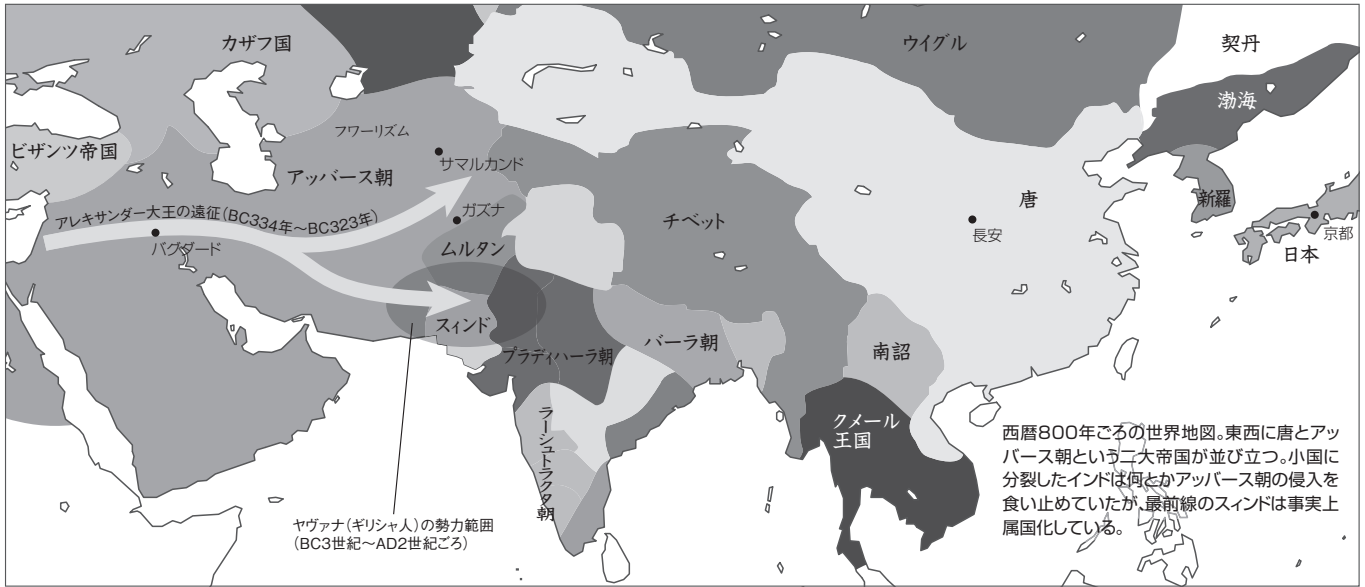 カザフ国
ウイグル
契丹
渤海
フワーリズム
ビザンツ帝国
サマルカンド
アッバース朝
新羅
唐
チベット
アレキサンダー大王の遠征(BC334年〜BC323年)
ガズナ
長安
京都
バグダード
ムルタン
日本
スィンド
バーラ朝
南詔
プラディハーラ朝
クメール
王国
ラーシュトラクタ朝
西暦800年ごろの世界地図。東西に唐とアッ
バース朝という二大帝国が並び立つ。小国に
分裂したインドは何とかアッバース朝の侵入を
食い止めていたが、最前線のスィンドは事実上
属国化している。
ヤヴァナ(ギリシャ人)の勢力範囲
(BC3世紀〜AD2世紀ごろ)